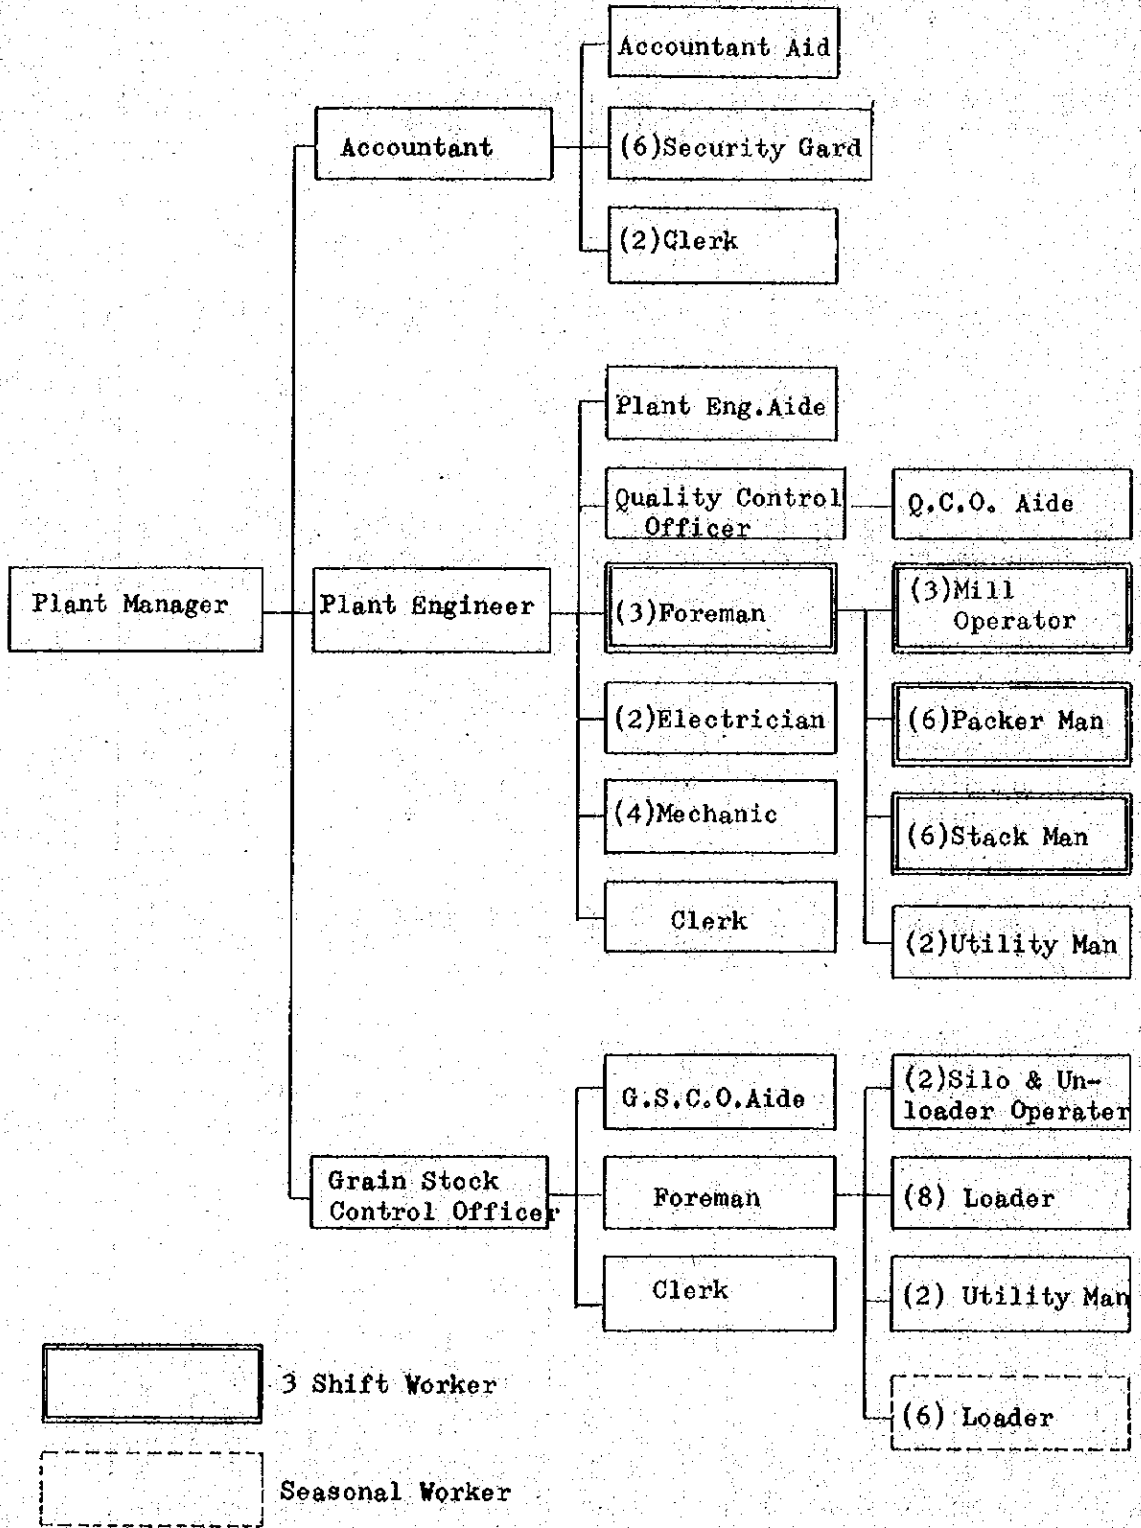 Accountant Aid
Accountant
(6)Security Gard
(2)Clerk
Plant Eng.Aide
Quality Control
Officer
Q.C.O. Aide
Plant Manager
Plant Engineer
(3)Foreman
(3)Mill
Operator
(2)Electrician
(6)Packer Man
(4)Mechanic
(6)Stack Man
Clerk
(2)Utility Man
G.S.C.O.Aide
(2)Silo & Un-
loader Operater
Grain Stock
Control Officer
Foreman
(8) Loader
Clerk
(2) Utility Man
3 Shift Worker
(6) Loader
Seasonal Worker